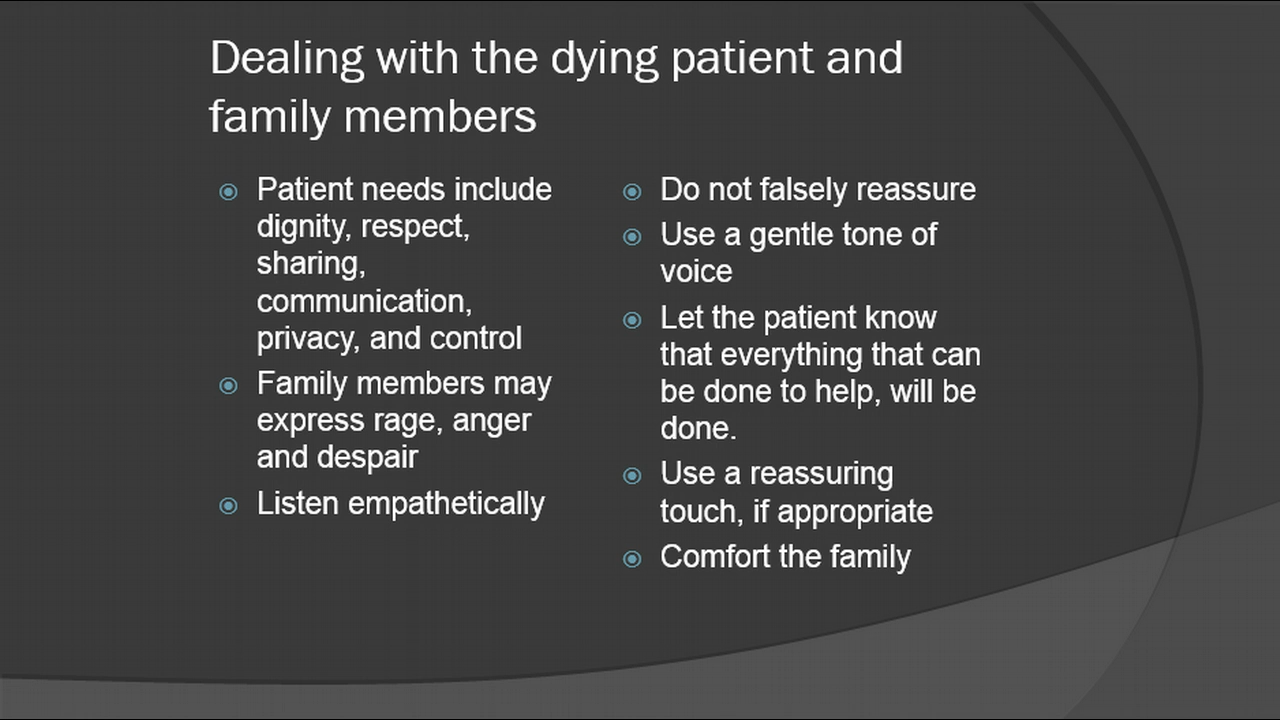 Dealing with the dying patient and
family members
Patient needs include
dignity, respect,
sharing,
communication,
privacy, and control
Family members may
express rage, anger
and despair
Listen empathetically
Do not falsely reassure
Use a gentle tone of
voice
Let the patient know
that everything that can
be done to help, will be
done.
Use a reassuring
touch, if appropriate
Comfort the family